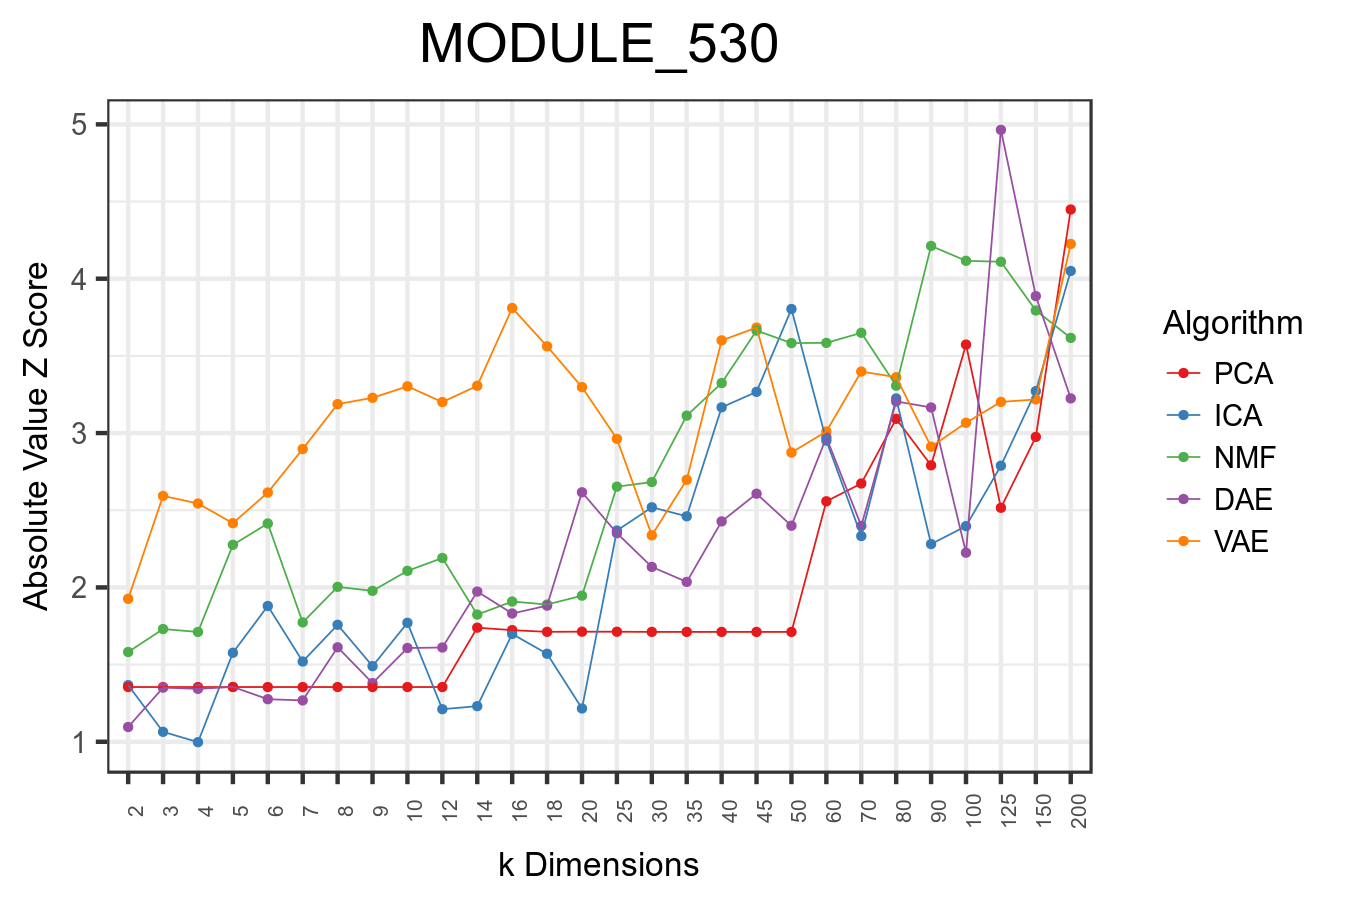 MODULE_530
Absolute Value Z Score
5
4
3
2
1
2 3 4 5 6 7 8 9 10 12 14 16 18 20 25 30 35 40 45 50 60 70 80 90 100 125 150 200
k Dimensions
Algorithm
PCA
ICA
NMF
DAE
VAE